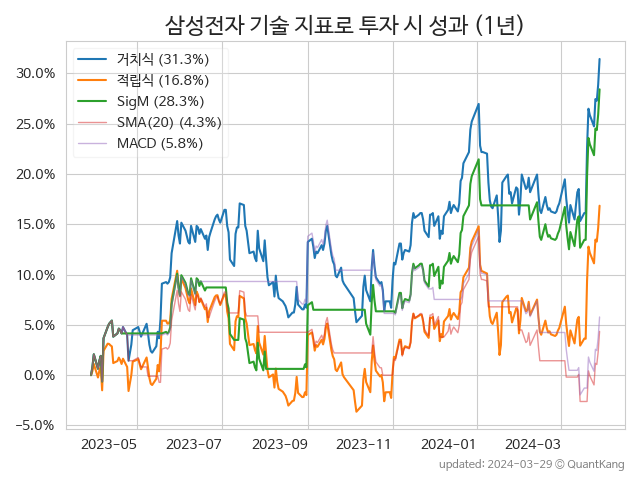 삼성전자 기술 지표로 투자 시 성과 (1년)
거치식 (31.3%)
적립식 (16.8%)
SigM (28.3%)
SMA(20) (4.3%)
MACD (5.8%)
30.0%
25.0%
20.0%
15.0%
10.0%
5.0%
0.0%
−5.0%
2023-05 2023-07 2023-09 2023-11 2024-01 2024-03
updated: 2024-03-29 © QuantKang